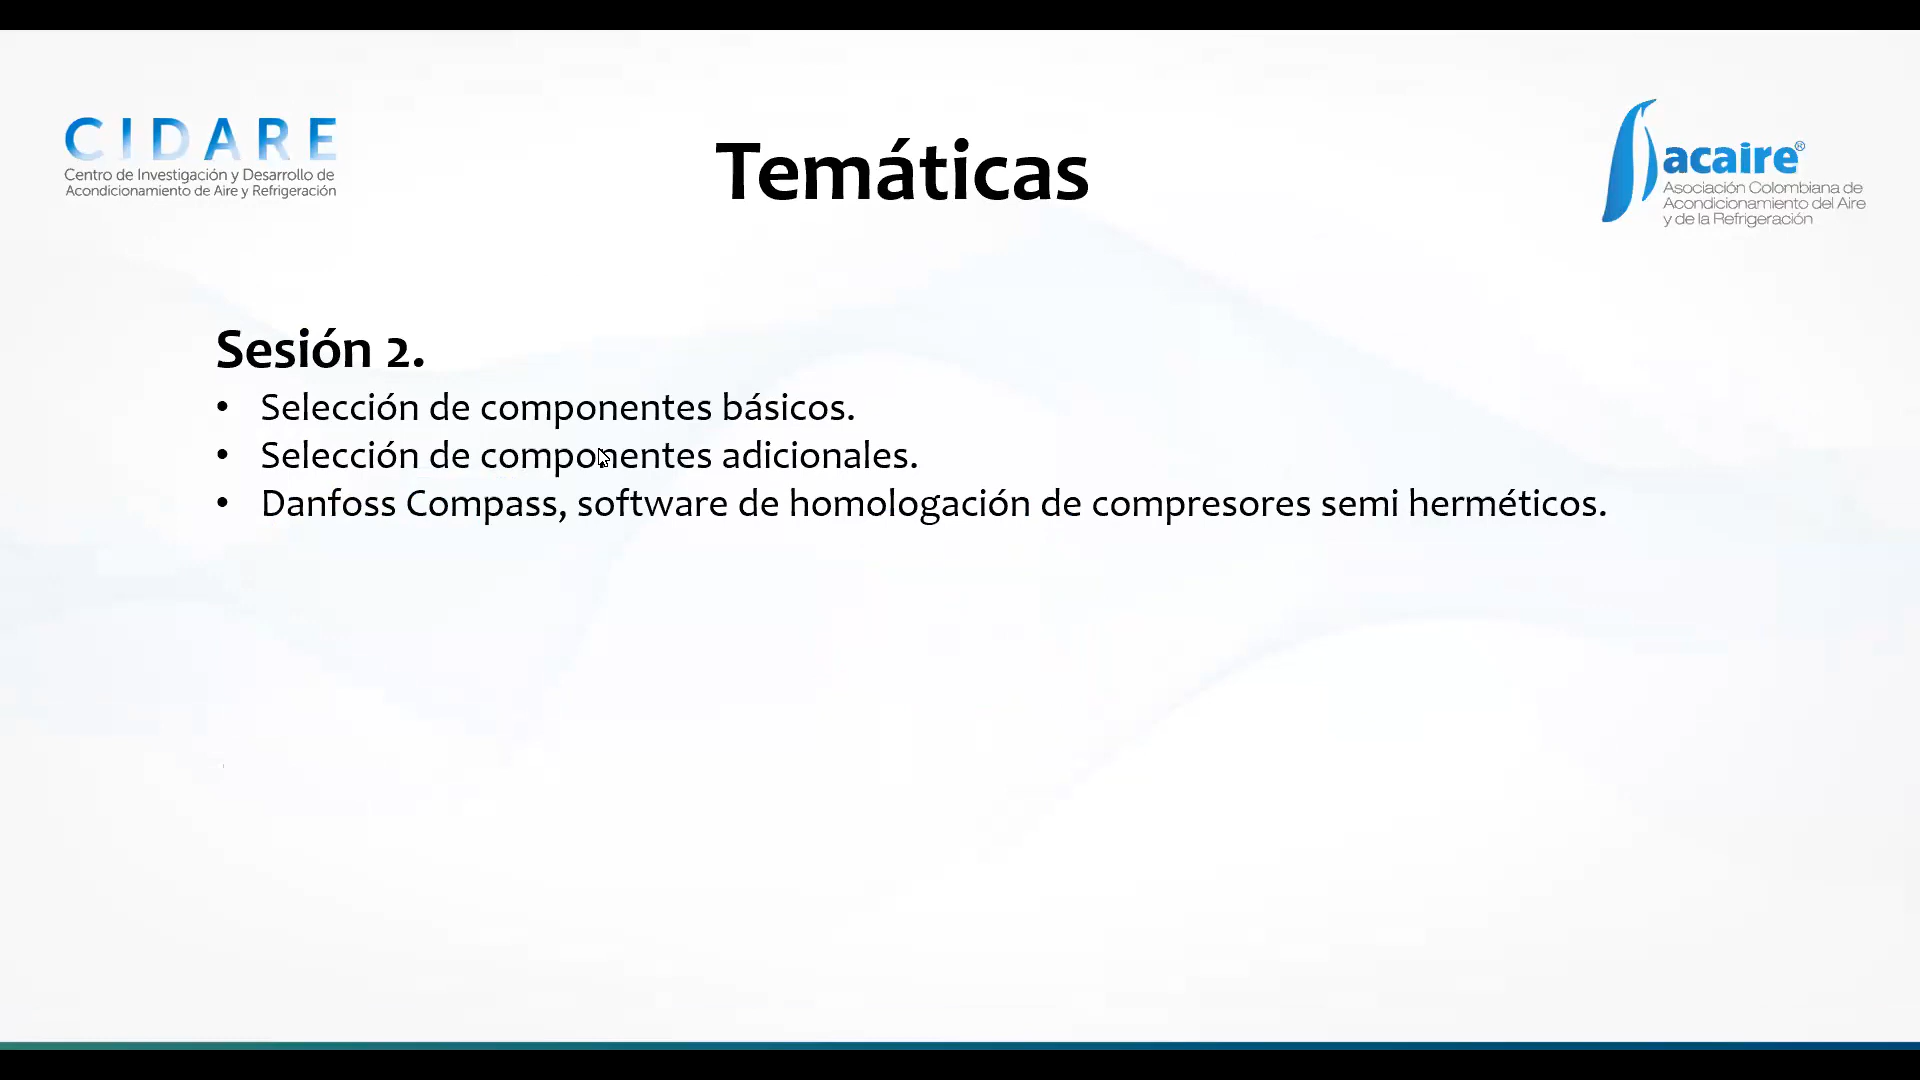 CIDARE
Centro de Investigación y Desarrollo de
Acondicionamiento de Aire y Refrigeración
Temáticas
acaire®
Asociación Colombiana de
Acondicionamiento del Aire
y de la Refrigeración
Sesión 2.
• Selección de componentes básicos.
• Selección de componentes adicionales.
• Danfoss Compass, software de homologación de compresores semi herméticos.